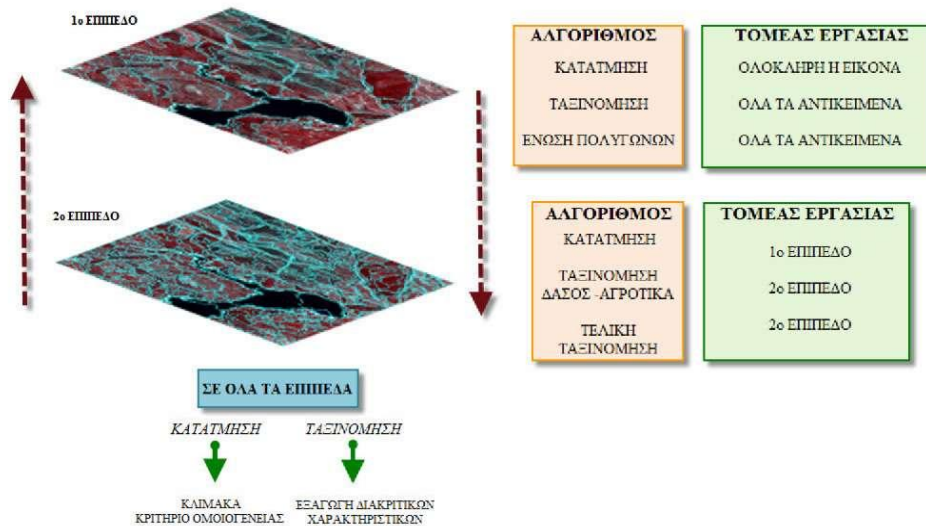 1ο ΕΠΙΠΕΔΟ
2ο ΕΠΙΠΕΔΟ
ΑΛΓΟΡΙΘΜΟΣ
ΚΑΤΑΤΜΗΣΗ
ΤΑΞΙΝΟΜΗΣΗ
ΕΝΩΣΗ ΠΟΛΥΓΩΝΩΝ
ΤΟΜΕΑΣ ΕΡΓΑΣΙΑΣ
ΟΛΟΚΛΗΡΗ Η ΕΙΚΟΝΑ
ΟΛΑ ΤΑ ΑΝΤΙΚΕΙΜΕΝΑ
ΟΛΑ ΤΑ ΑΝΤΙΚΕΙΜΕΝΑ
ΑΛΓΟΡΙΘΜΟΣ
ΚΑΤΑΤΜΗΣΗ
ΤΑΞΙΝΟΜΗΣΗ
ΔΑΣΟΣ -ΑΓΡΟΤΙΚΑ
ΤΕΛΙΚΗ
ΤΑΞΙΝΟΜΗΣΗ
ΤΟΜΕΑΣ ΕΡΓΑΣΙΑΣ
1ο ΕΠΙΠΕΔΟ
2ο ΕΠΙΠΕΔΟ
2ο ΕΠΙΠΕΔΟ
ΣΕ ΟΛΑ ΤΑ ΕΠΙΠΕΔΑ
ΚΑΤΑΤΜΗΣΗ
ΤΑΞΙΝΟΜΗΣΗ
ΚΛΙΜΑΚΑ
ΚΡΙΤΗΡΙΟ ΟΜΟΙΟΓΕΝΕΙΑΣ
ΕΞΑΓΩΓΗ ΔΙΑΚΡΙΤΙΚΩΝ
ΧΑΡΑΚΤΗΡΙΣΤΙΚΩΝ